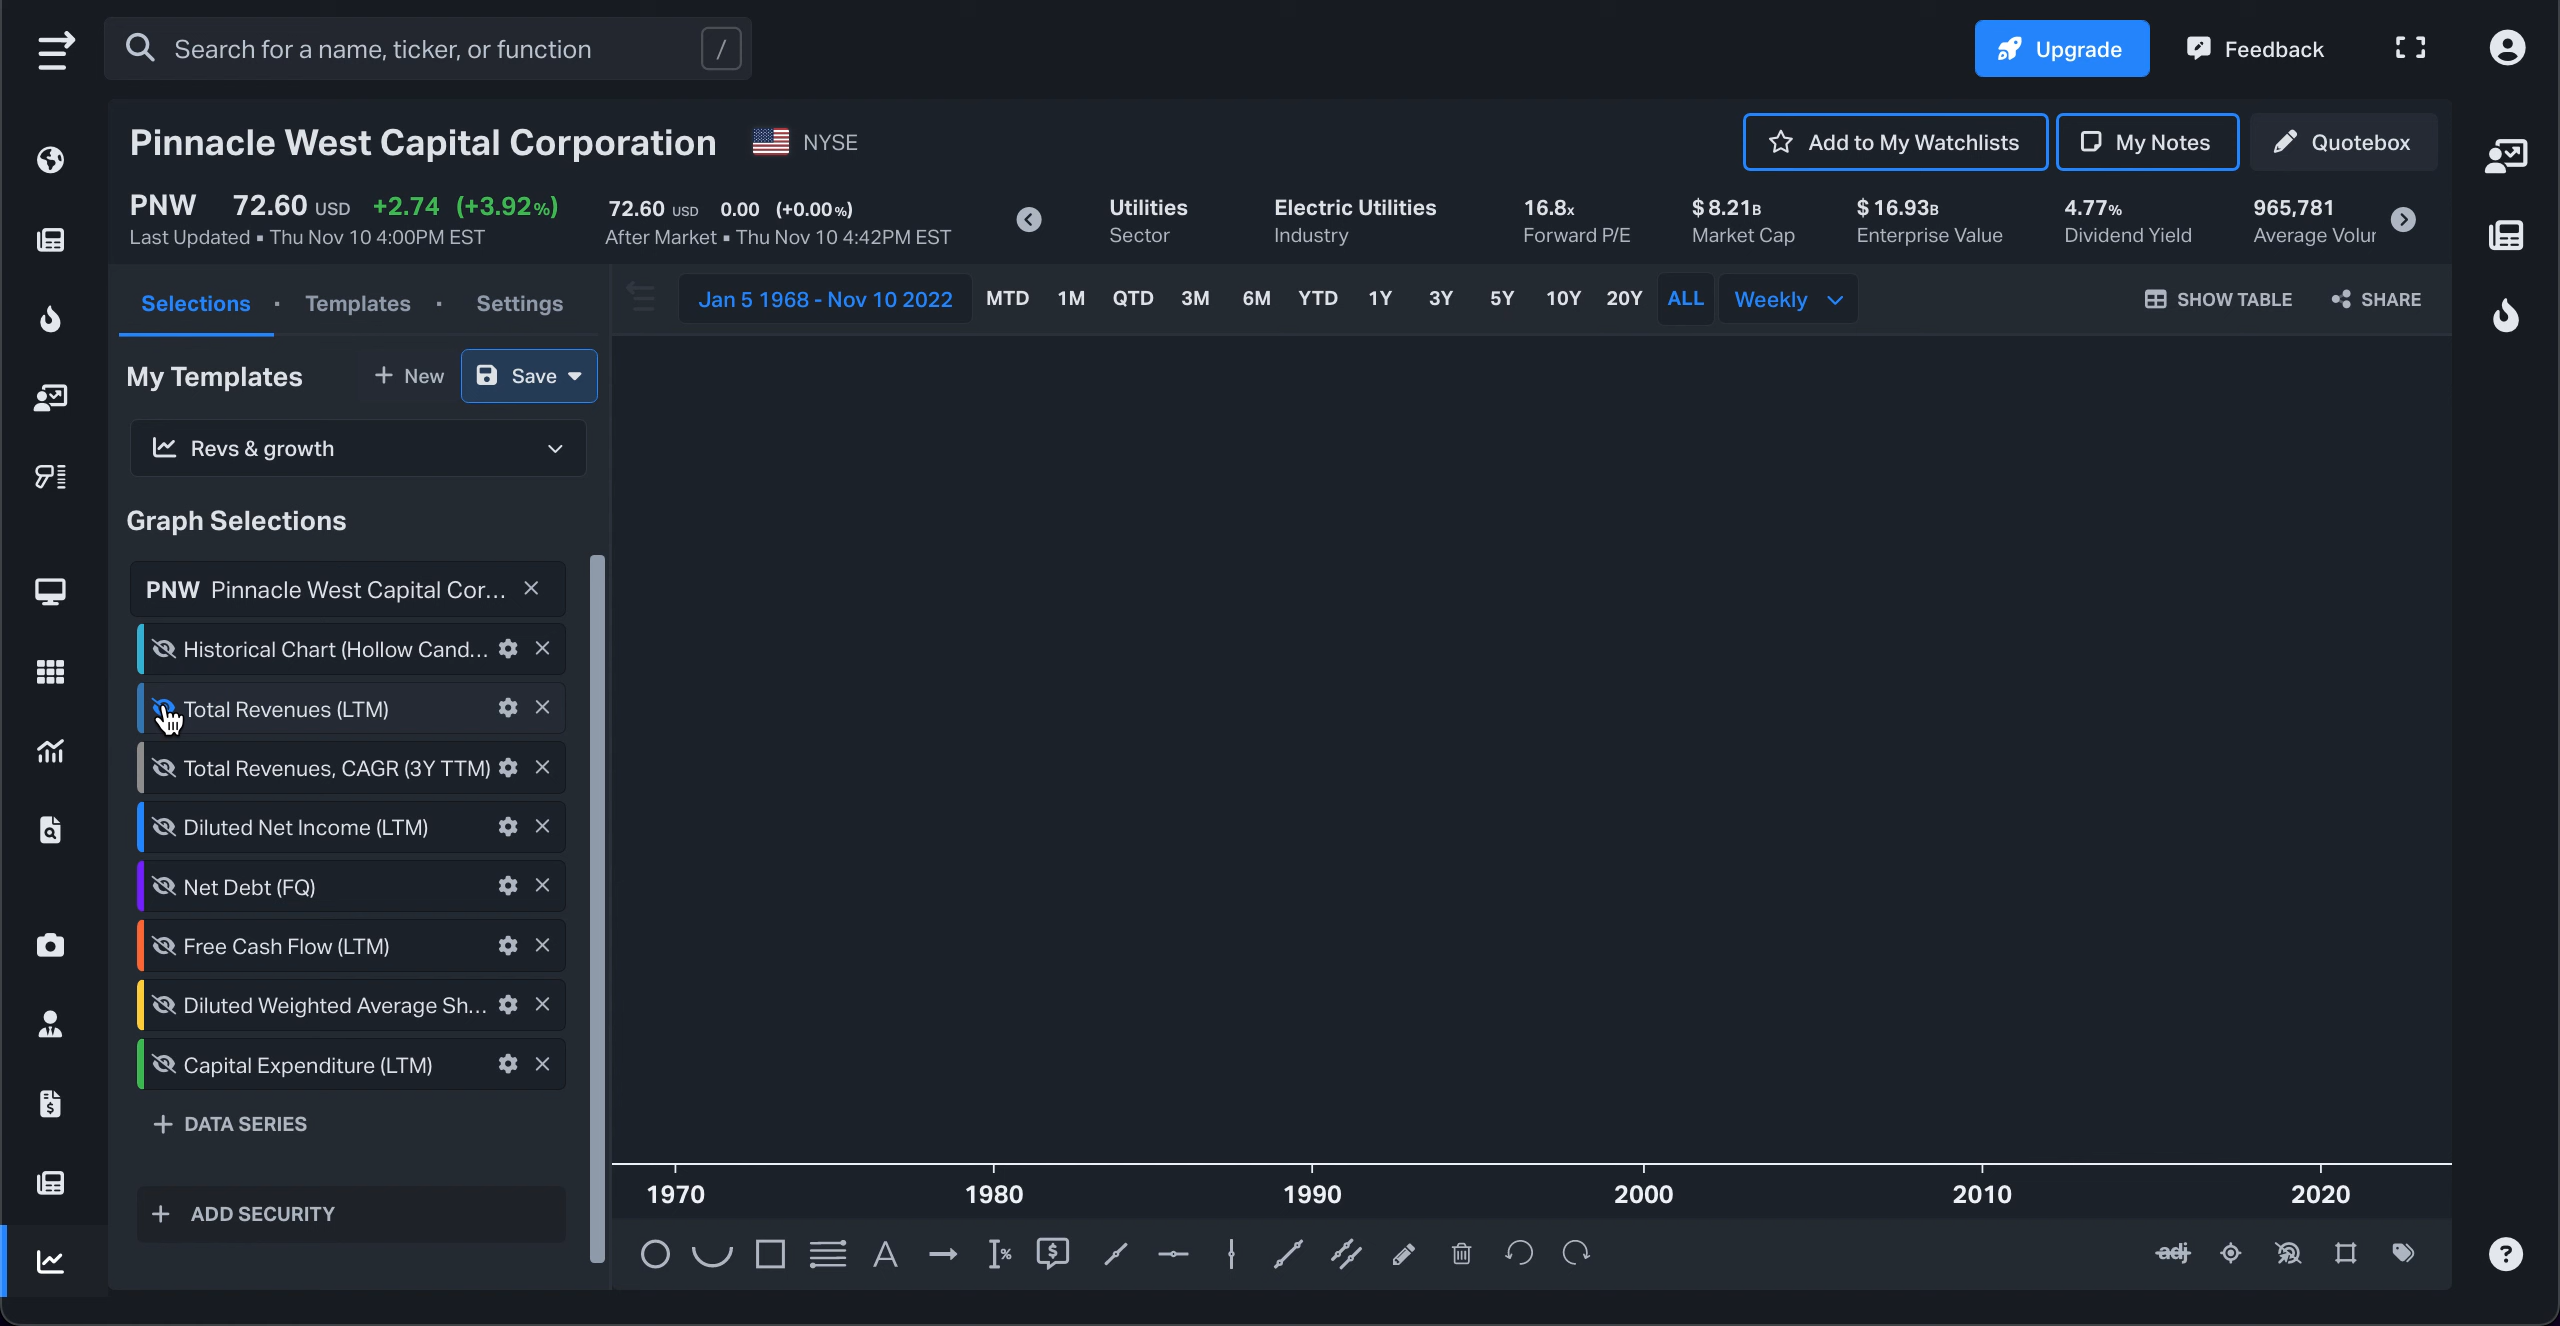 Search for a name, ticker, or function /
Upgrade
Feedback
Pinnacle West Capital Corporation NYSE
Add to My Watchlists
My Notes
Quotebox
PNW 72.60 USD +2.74 (+3.92%)
Last Updated ▪ Thu Nov 10 4:00PM EST
72.60 USD 0.00 (+0.00%)
After Market ▪ Thu Nov 10 4:42PM EST
Utilities
Sector
Electric Utilities
Industry
16.8x
Forward P/E
$8.21B
Market Cap
$16.93B
Enterprise Value
4.77%
Dividend Yield
965,781
Average Volur
Selections · Templates · Settings
Jan 5 1968 - Nov 10 2022 MTD 1M QTD 3M 6M YTD 1Y 3Y 5Y 10Y 20Y ALL Weekly
SHOW TABLE
SHARE
My Templates + New Save
Revs & growth
Graph Selections
PNW Pinnacle West Capital Cor...
Historical Chart (Hollow Cand...
Total Revenues (LTM)
Total Revenues, CAGR (3Y TTM)
Diluted Net Income (LTM)
Net Debt (FQ)
Free Cash Flow (LTM)
Diluted Weighted Average Sh...
Capital Expenditure (LTM)
+ DATA SERIES
+ ADD SECURITY
1970 1980 1990 2000 2010 2020
A % $ adj ?